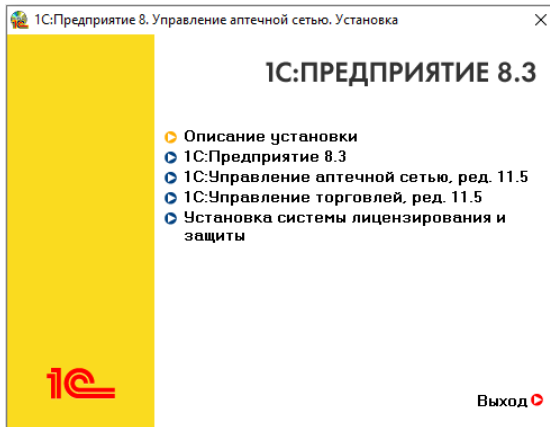 1С:Предприятие 8. Управление аптечной сетью. Установка
1С:ПРЕДПРИЯТИЕ 8.3
Описание установки
1С:Предприятие 8.3
1С:Управление аптечной сетью, ред. 11.5
1С:Управление торговлей, ред. 11.5
Установка системы лицензирования и
защиты
1С
Выход